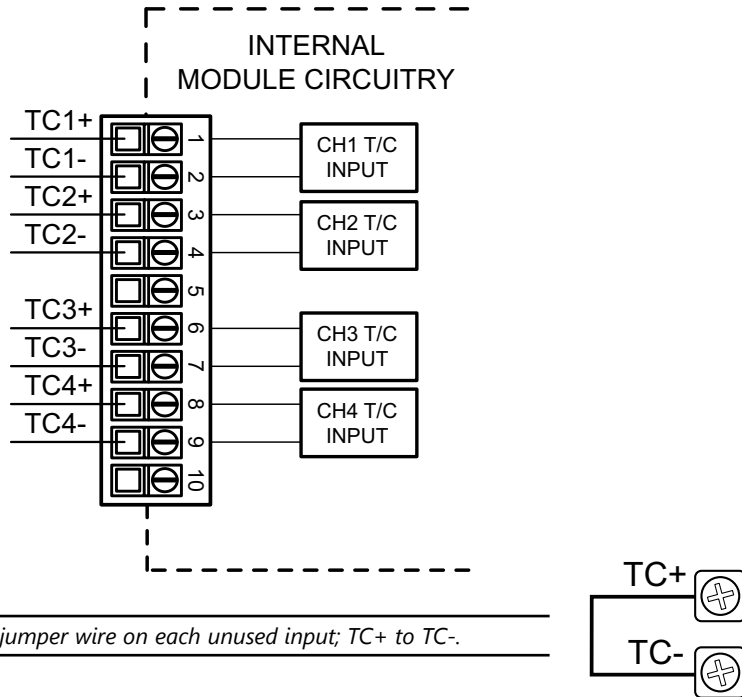 INTERNAL
MODULE CIRCUITRY
TC1+
TC1-
TC2+
TC2-
TC3+
TC3-
TC4+
TC4-
1
2
3
4
5
6
7
8
9
10
CH1 T/C
INPUT
CH2 T/C
INPUT
CH3 T/C
INPUT
CH4 T/C
INPUT
jumper wire on each unused input; TC+ to TC-.
TC+
TC-